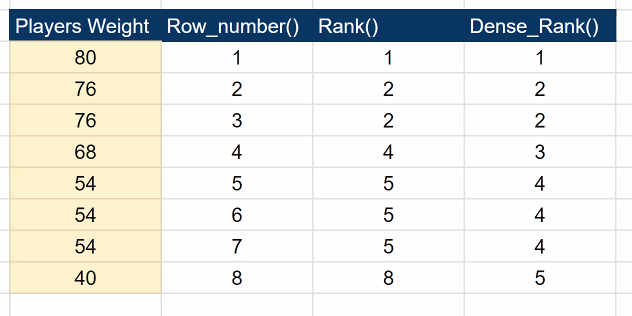 Players Weight Row_number() Rank() Dense_Rank()
80 1 1 1
76 2 2 2
76 3 2 2
68 4 4 3
54 5 5 4
54 6 5 4
54 7 5 4
40 8 8 5